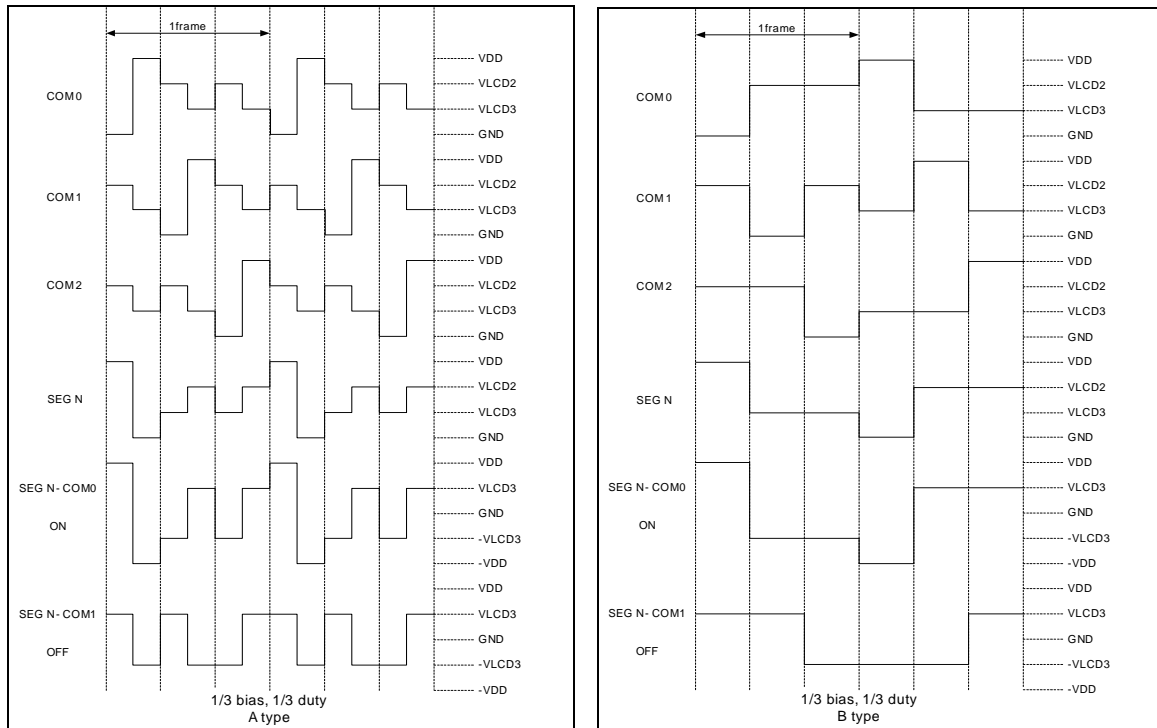 1frame
COM0
VDD
VLCD2
VLCD3
GND
COM1
VDD
VLCD2
VLCD3
GND
COM2
VDD
VLCD2
VLCD3
GND
SEG N
VDD
VLCD2
VLCD3
GND
SEG N- COM0
ON
VDD
VLCD3
GND
-VLCD3
-VDD
SEG N- COM1
OFF
VDD
VLCD3
GND
-VLCD3
-VDD
1/3 bias, 1/3 duty
A type
1frame
COM0
VDD
VLCD2
VLCD3
GND
COM1
VDD
VLCD2
VLCD3
GND
COM2
VDD
VLCD2
VLCD3
GND
SEG N
VDD
VLCD2
VLCD3
GND
SEG N- COM0
ON
VDD
VLCD3
GND
-VLCD3
-VDD
SEG N- COM1
OFF
VDD
VLCD3
GND
-VLCD3
-VDD
1/3 bias, 1/3 duty
B type